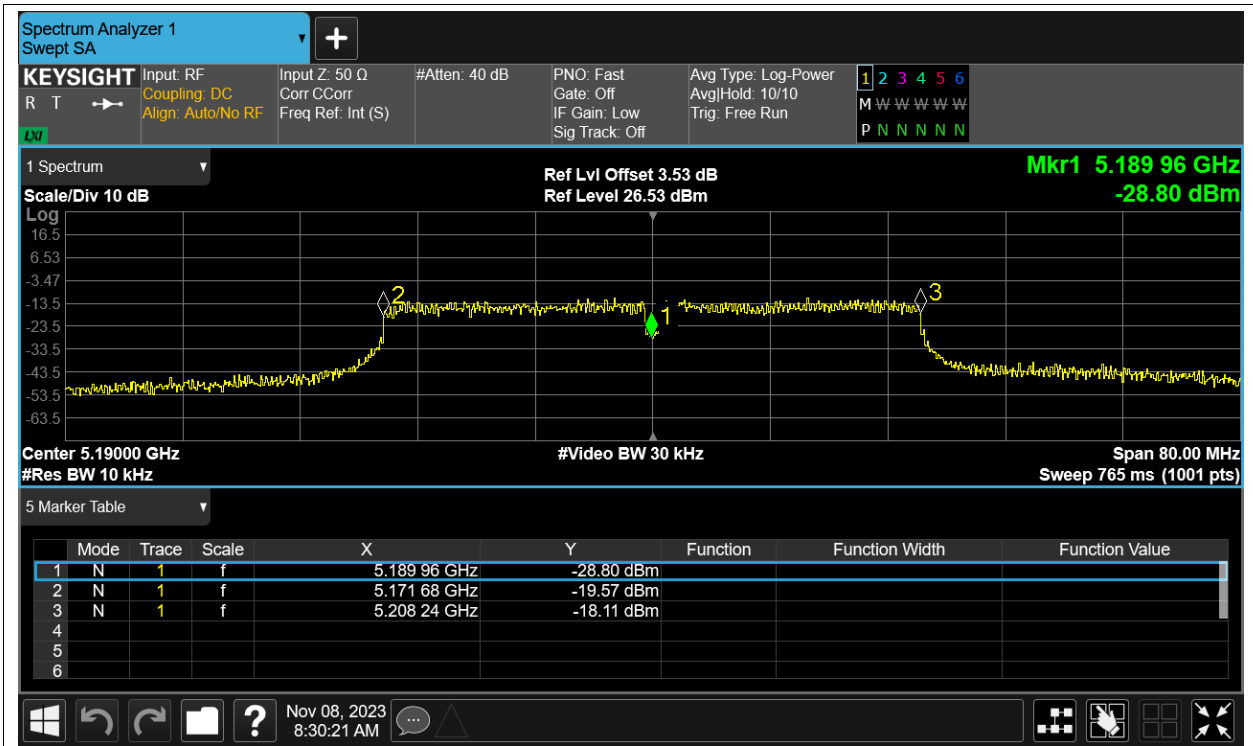 Spectrum Analyzer 1
Swept SA
KEYSIGHT Input: RF Input Z: 50 Ω #Atten: 40 dB PNO: Fast Avg Type: Log-Power 1 2 3 4 5 6
R T Coupling: DC Corr CCorr Gate: Off Avg|Hold: 10/10 M W W W W W
Align: Auto/No RF Freq Ref: Int (S) IF Gain: Low Trig: Free Run
LXI Sig Track: Off P N N N N N
1 Spectrum Ref Lvl Offset 3.53 dB Mkr1 5.189 96 GHz
Scale/Div 10 dB Ref Level 26.53 dBm -28.80 dBm
Log
16.5
6.53
-3.47
2 3
-13.5
1
-23.5
-33.5
-43.5
-53.5
-63.5
Center 5.19000 GHz #Video BW 30 kHz Span 80.00 MHz
#Res BW 10 kHz Sweep 765 ms (1001 pts)
5 Marker Table
Mode Trace Scale X Y Function Function Width Function Value
1 N 1 f 5.189 96 GHz -28.80 dBm
2 N 1 f 5.171 68 GHz -19.57 dBm
3 N 1 f 5.208 24 GHz -18.11 dBm
4
5
6
? Nov 08, 2023
8:30:21 AM